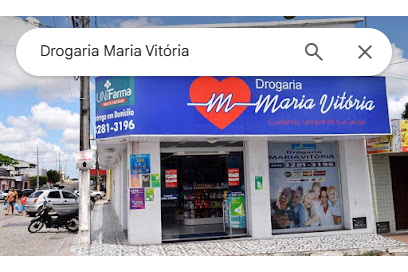 Drogaria Maria Vitória
UNIFarma
Entrega em Domicílio
3281-3196
Drogaria
Maria Vitória
Cuidando sempre da sua Saúde
Drogaria
MARIA VITÓRIA
3281-3196